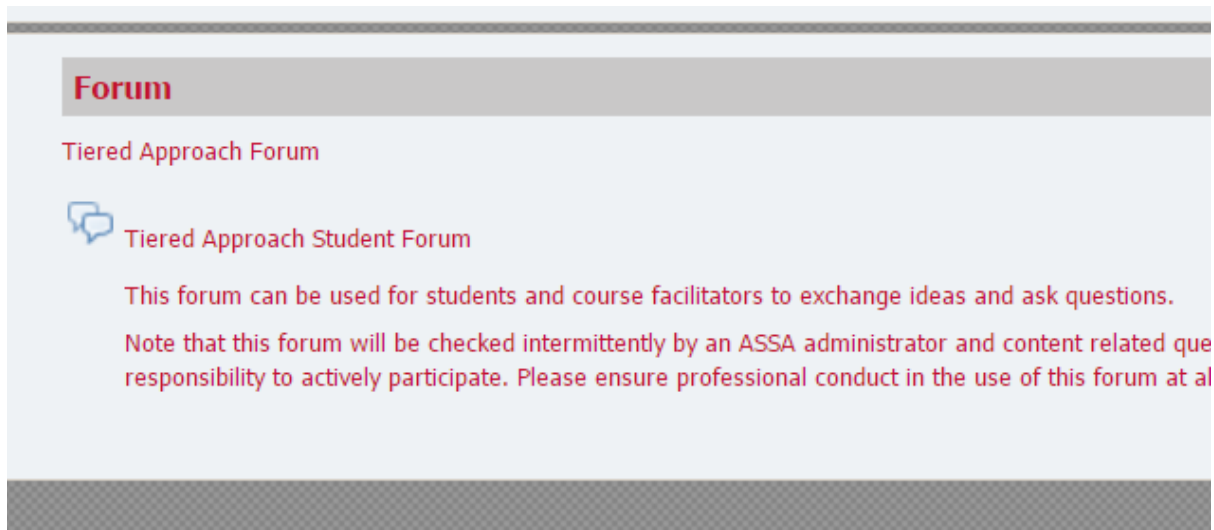 Forum
Tiered Approach Forum
Tiered Approach Student Forum
This forum can be used for students and course facilitators to exchange ideas and ask questions.
Note that this forum will be checked intermittently by an ASSA administrator and content related
responsibility to actively participate. Please ensure professional conduct in the use of this forum at